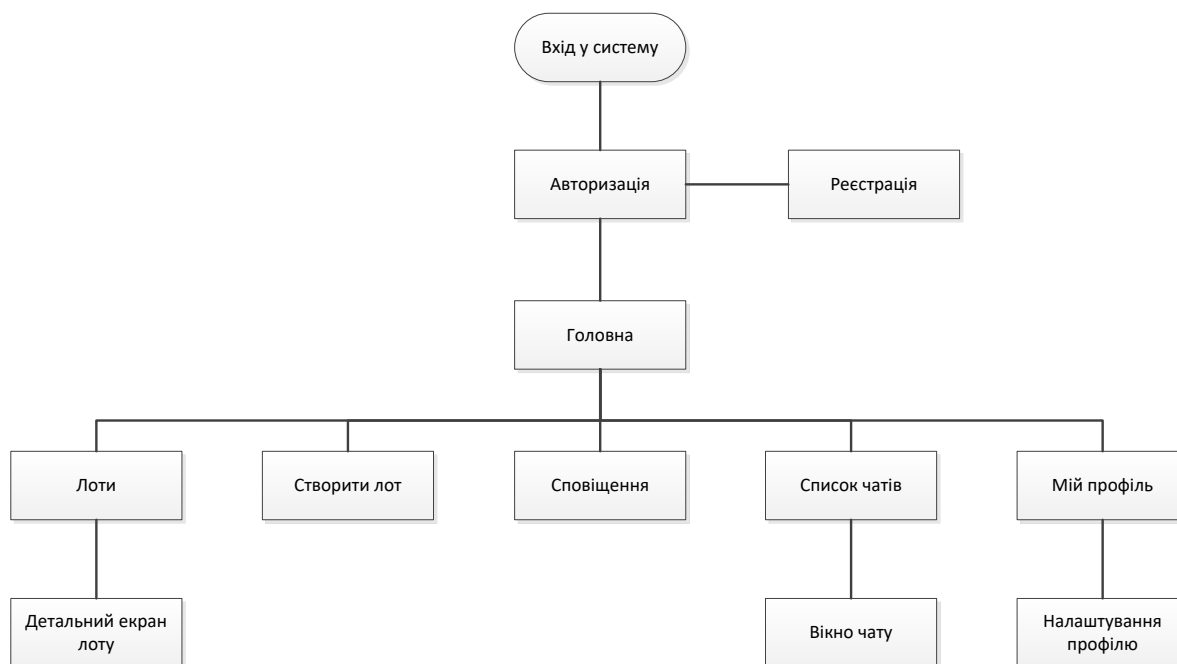 Вхід у систему
Авторизація
Реєстрація
Головна
Лоти
Створити лот
Сповіщення
Список чатів
Мій профіль
Детальний екран
лоту
Вікно чату
Налаштування
профілю